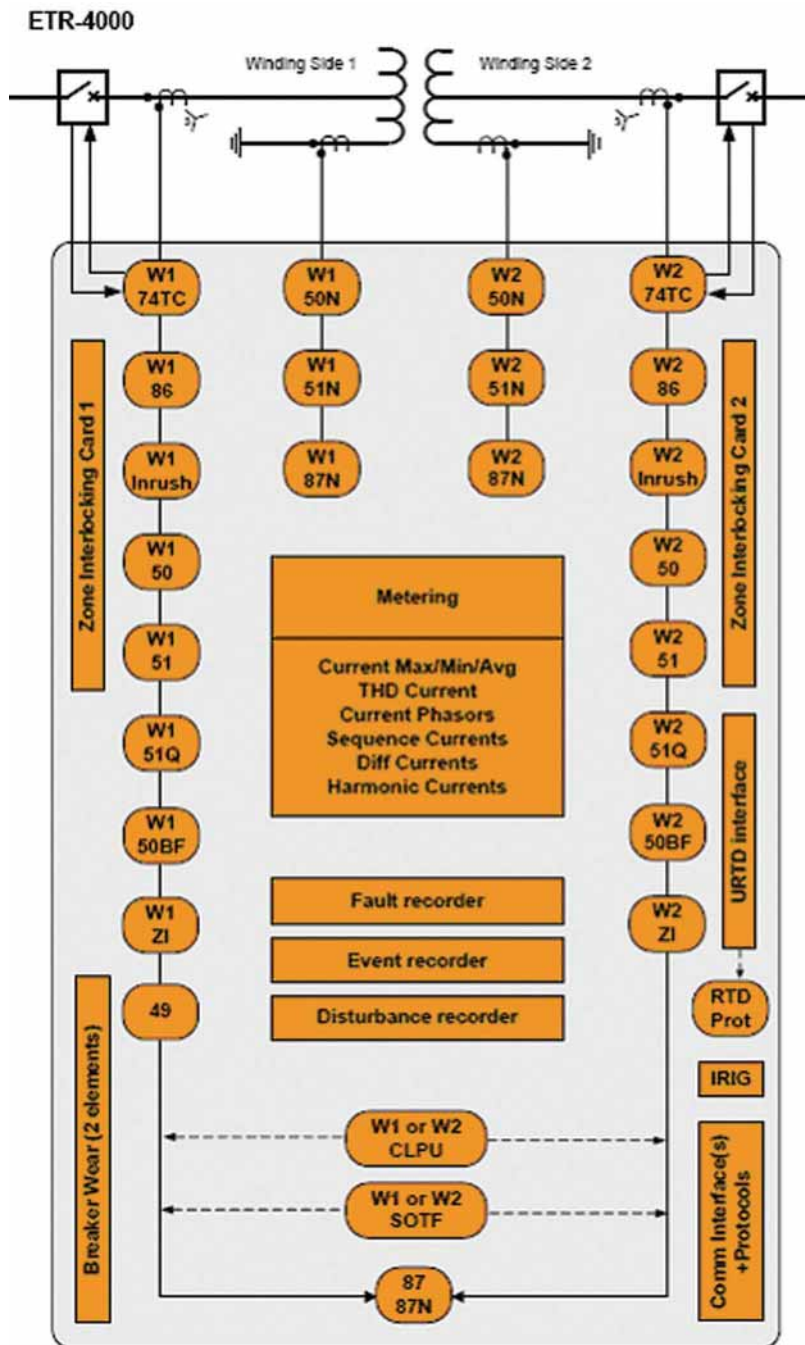 ETR-4000
Winding Side 1
Winding Side 2
W1
74TC
W1
50N
W2
50N
W2
74TC
Zone Interlocking Card 1
W1
86
W1
51N
W2
51N
W2
86
Zone Interlocking Card 2
W1
Inrush
W1
87N
W2
87N
W2
Inrush
W1
50
W2
50
Metering
W1
51
W2
51
Current Max/Min/Avg
THD Current
Current Phasors
Sequence Currents
Diff Currents
Harmonic Currents
W1
51Q
W2
51Q
URTD interface
W1
50BF
W2
50BF
Fault recorder
W1
ZI
W2
ZI
Event recorder
Breaker Wear (2 elements)
49
Disturbance recorder
RTD
Prot
IRIG
W1 or W2
CLPU
W1 or W2
SOTF
Comm Interface(s)
+Protocols
87
87N